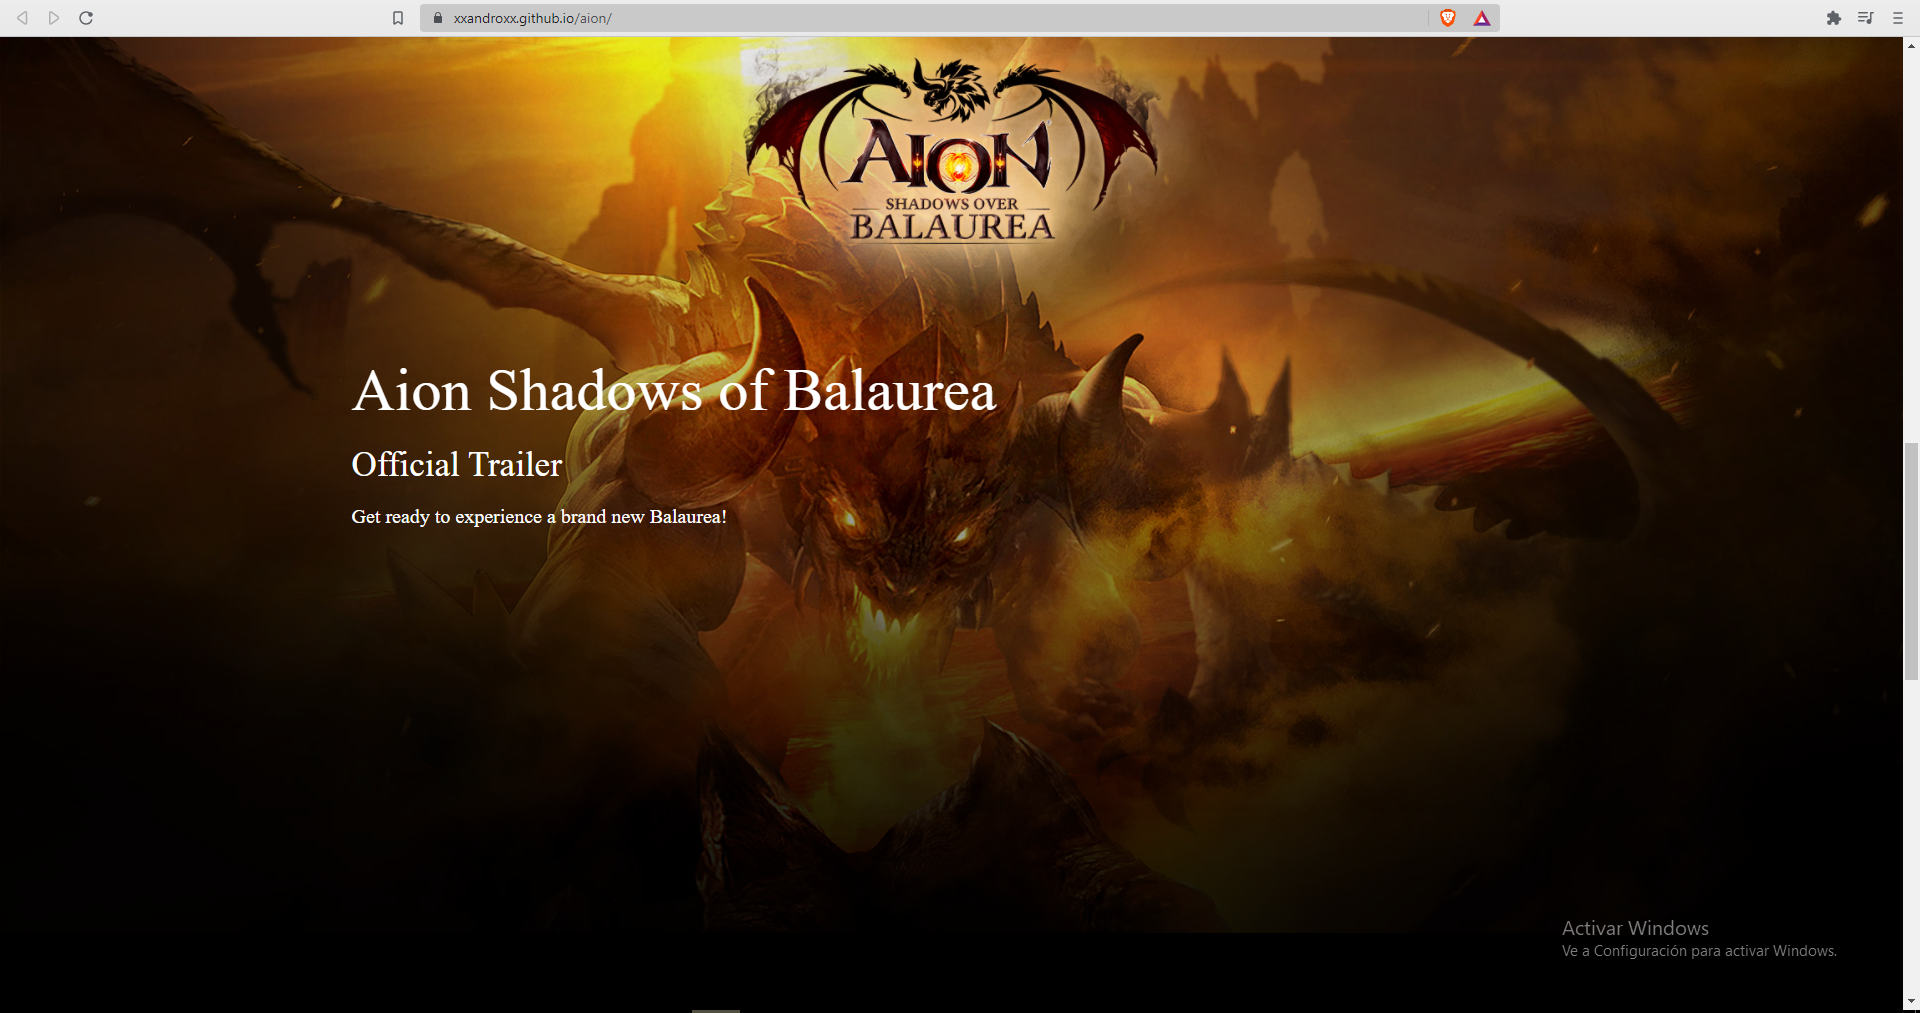 xxandroxx.github.io/aion/
AION
SHADOWS OVER
BALAUREA
Aion Shadows of Balaurea
Official Trailer
Get ready to experience a brand new Balaurea!
Activar Windows
Ve a Configuración para activar Windows.